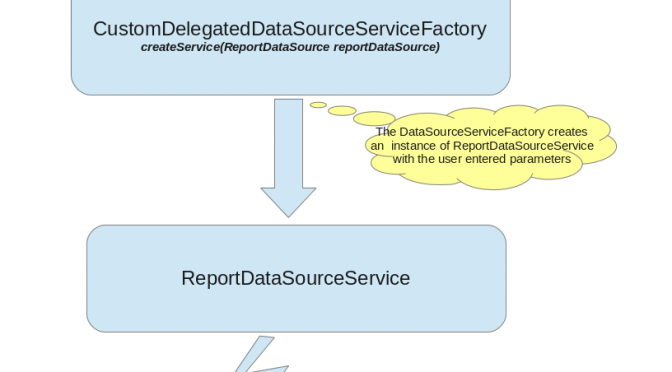 CustomDelegatedDataSourceServiceFactory
createService(ReportDataSource reportDataSource)
The DataSourceServiceFactory creates
an instance of ReportDataSourceService
with the user entered parameters
ReportDataSourceService